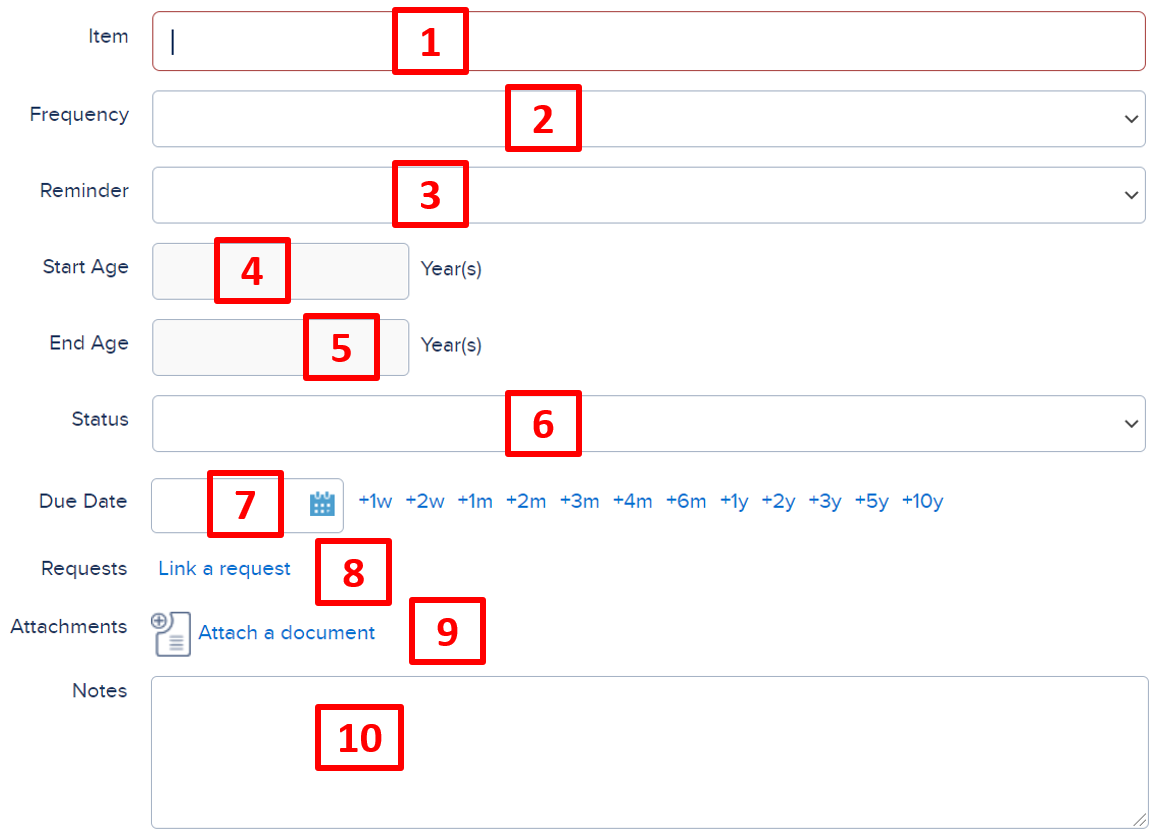 Item 1
Frequency 2
Reminder 3
Start Age 4 Year(s)
End Age 5 Year(s)
Status 6
Due Date 7 +1w +2w +1m +2m +3m +4m +6m +1y +2y +3y +5y +10y
Requests Link a request 8
Attachments Attach a document 9
Notes 10